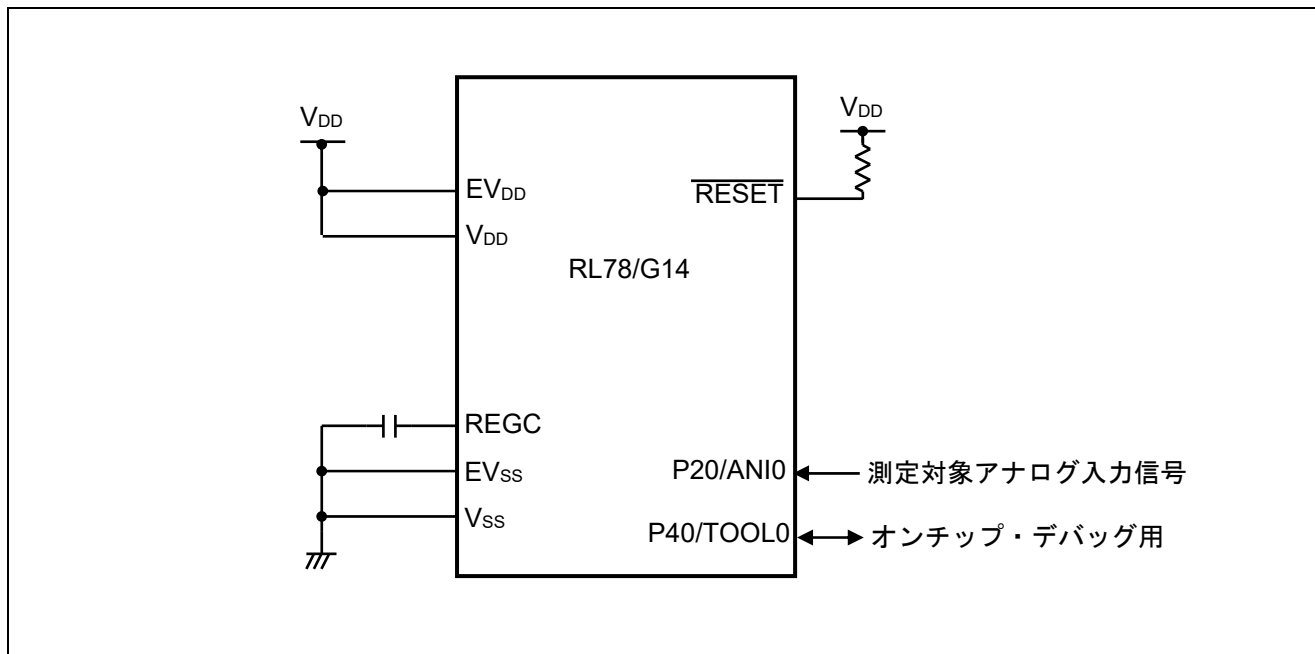 VDD
EVDD
VDD
REGC
EVSS
VSS
RL78/G14
VDD
RESET
P20/ANI0
測定対象アナログ入力信号
P40/TOOL0
オンチップ・デバッグ用